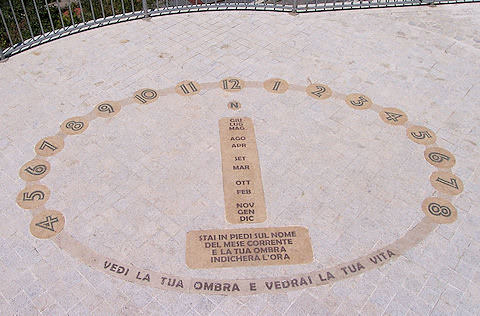 4 5 6 7 8 9 10 11 12 1 2 3 4 5 6 7 8
N
GIU
LUG
MAG
AGO
APR
SET
MAR
OTT
FEB
NOV
GEN
DIC
STAI IN PIEDI SUL NOME
DEL MESE CORRENTE
E LA TUA OMBRA
INDICHERA L'ORA
VEDI LA TUA OMBRA E VEDRAI LA TUA VITA